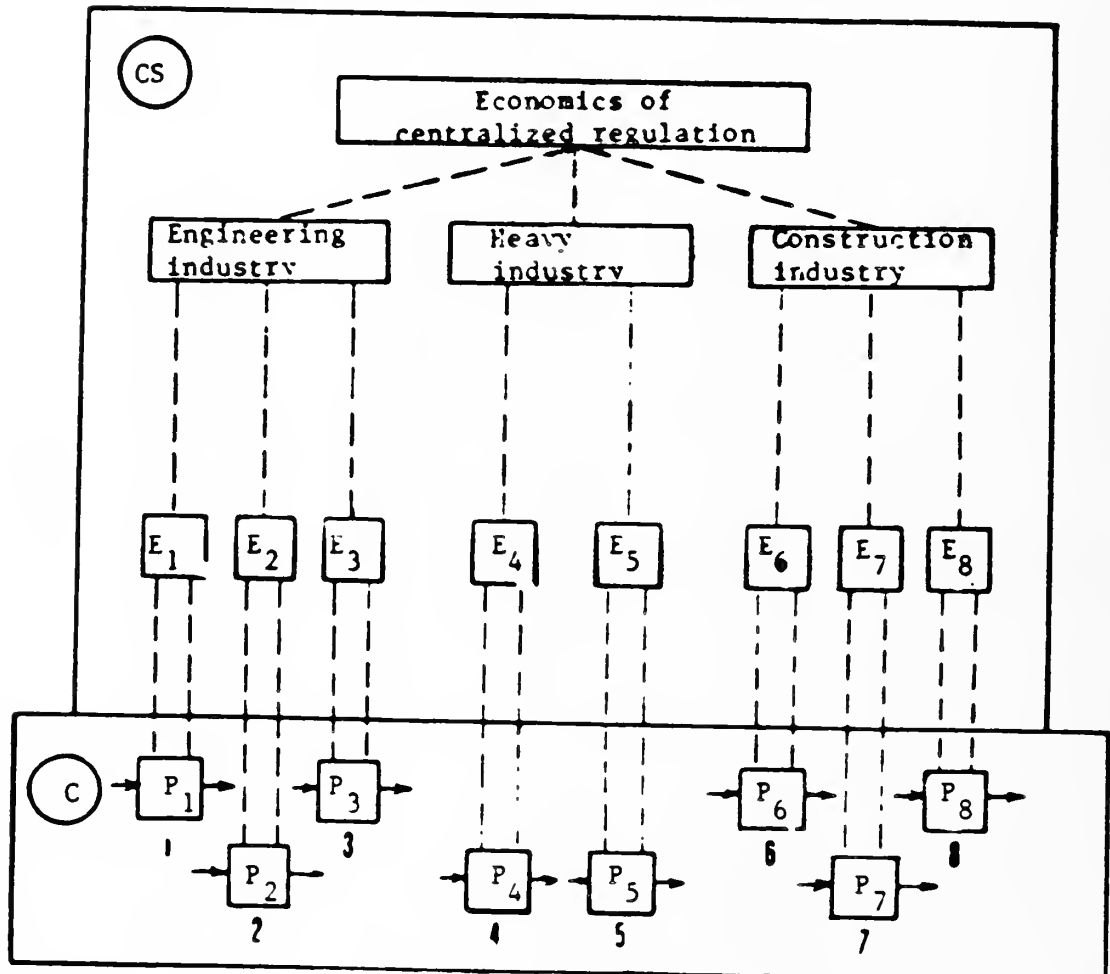 CS
Economics of
centralized regulation
Engineering
industry
Heavy
industry
Construction
industry
E1 E2 E3 E4 E5 E6 E7 E8
C
P1 P3 P6 P8
1 3 6 8
P2 P4 P5 P7
2 4 5 7